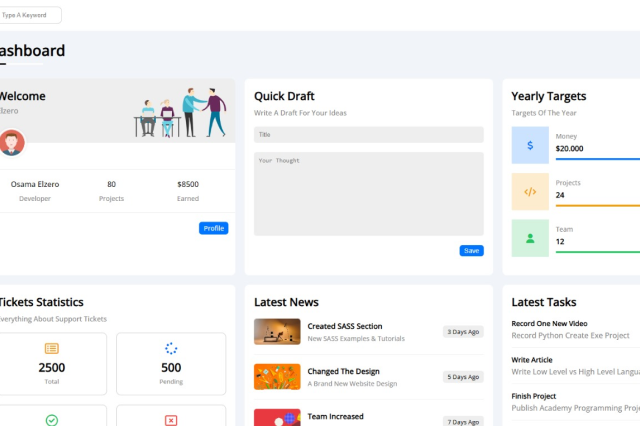 Type A Keyword
ashboard
Welcome
Elzero
Osama Elzero
80
$8500
Developer
Projects
Earned
Profile
Quick Draft
Write A Draft For Your Ideas
Title
Your Thought
Save
Yearly Targets
Targets Of The Year
Money
$20.000
Projects
24
Team
12
Tickets Statistics
Everything About Support Tickets
2500
Total
500
Pending
Latest News
Created SASS Section
New SASS Examples & Tutorials
3 Days Ago
Changed The Design
A Brand New Website Design
5 Days Ago
Team Increased
7 Days Ago
Latest Tasks
Record One New Video
Record Python Create Exe Project
Write Article
Write Low Level vs High Level Langua
Finish Project
Publish Academy Programming Proje